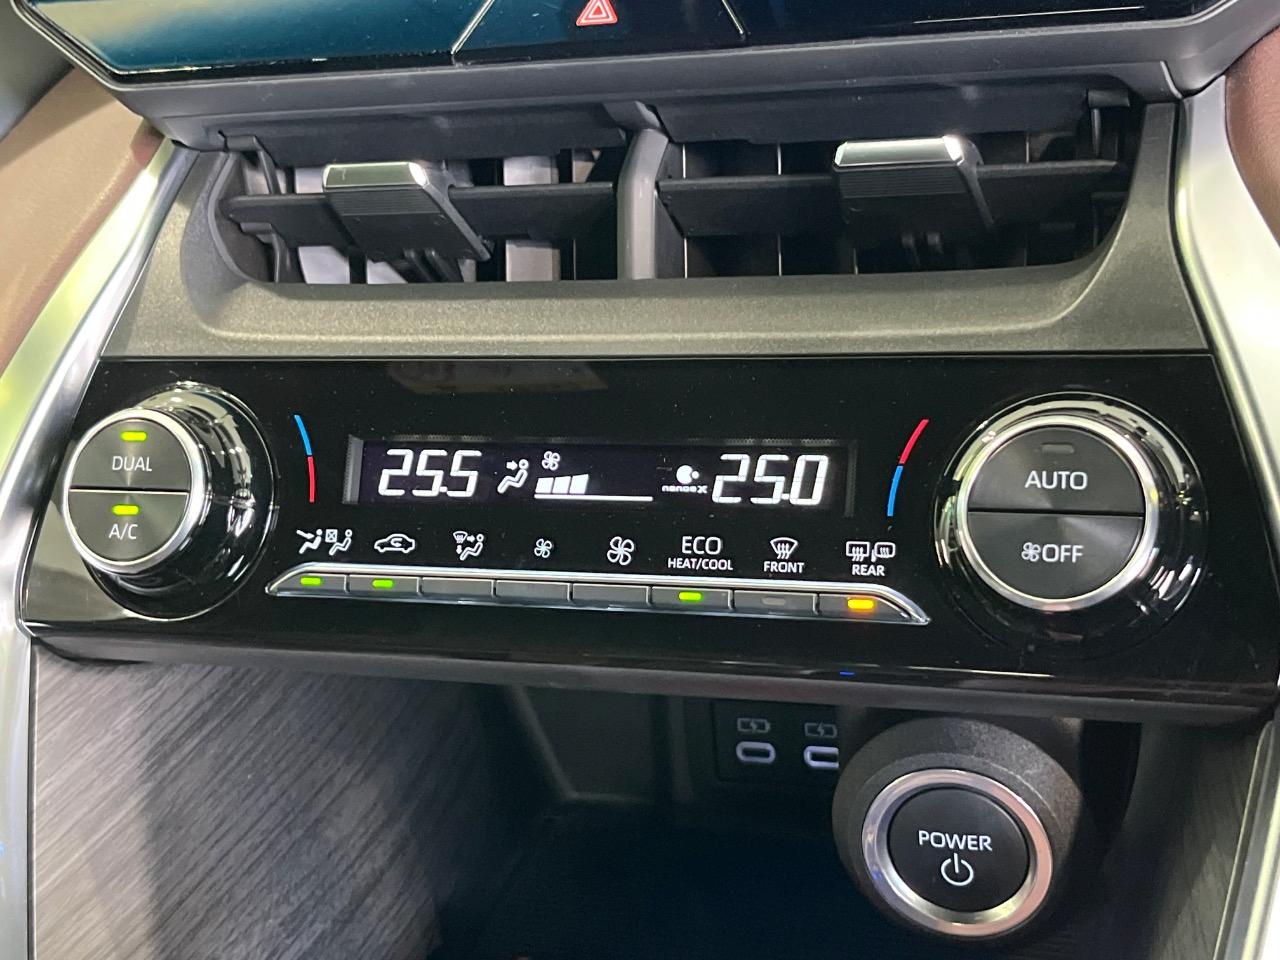 DUAL
A/C
25.5
nanoe X
25.0
AUTO
OFF
ECO
HEAT/COOL
FRONT
REAR
POWER